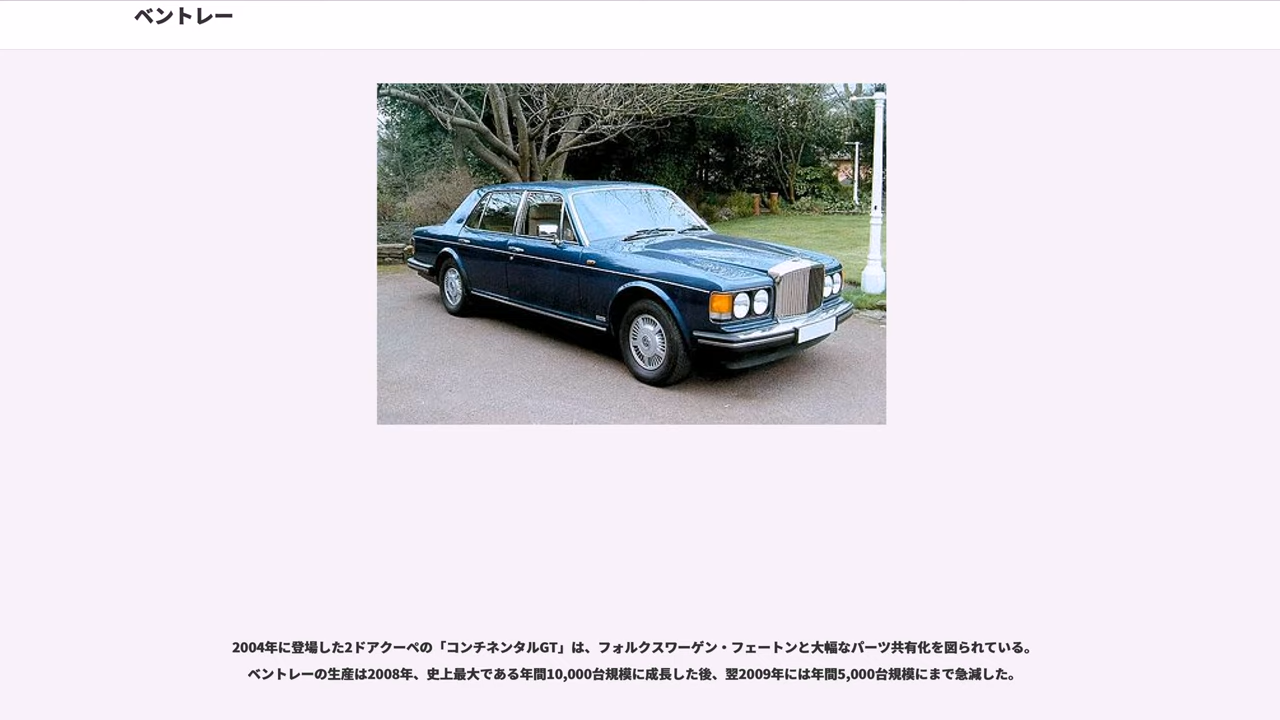 ベントレー
2004年に登場した2ドアクーペの「コンチネンタルGT」は、フォルクスワーゲン・フェートンと大幅なパーツ共有化を図られている。
ベントレーの生産は2008年、史上最大である年間10,000台規模に成長した後、翌2009年には年間5,000台規模にまで急減した。